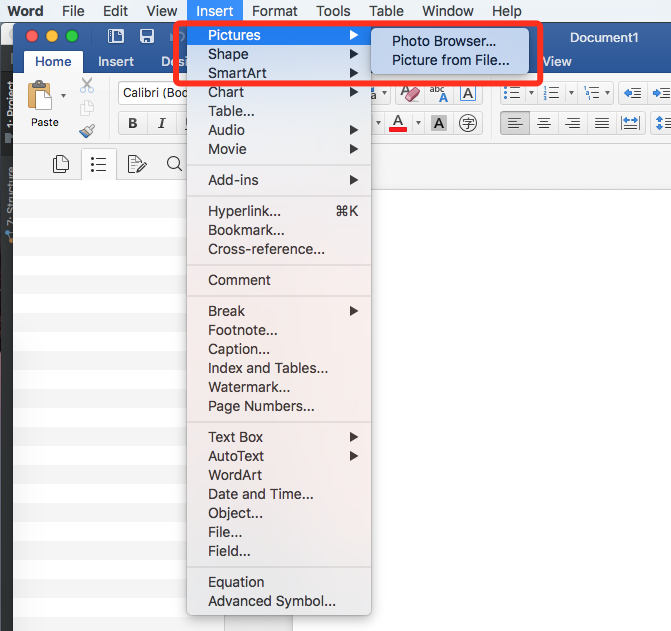 Word File Edit View Insert Format Tools Table Window Help
Document1
Home Insert View
Pictures
Photo Browser...
Picture from File...
Shape
SmartArt
Chart
Table...
Audio
Movie
Add-ins
Hyperlink... ⌘K
Bookmark...
Cross-reference...
Comment
Break
Footnote...
Caption...
Index and Tables...
Watermark...
Page Numbers...
Text Box
AutoText
WordArt
Date and Time...
Object...
File...
Field...
Equation
Advanced Symbol...
Paste
Calibri (Boo
B I
A abc A A
A A 字
1: Project
7: Structure